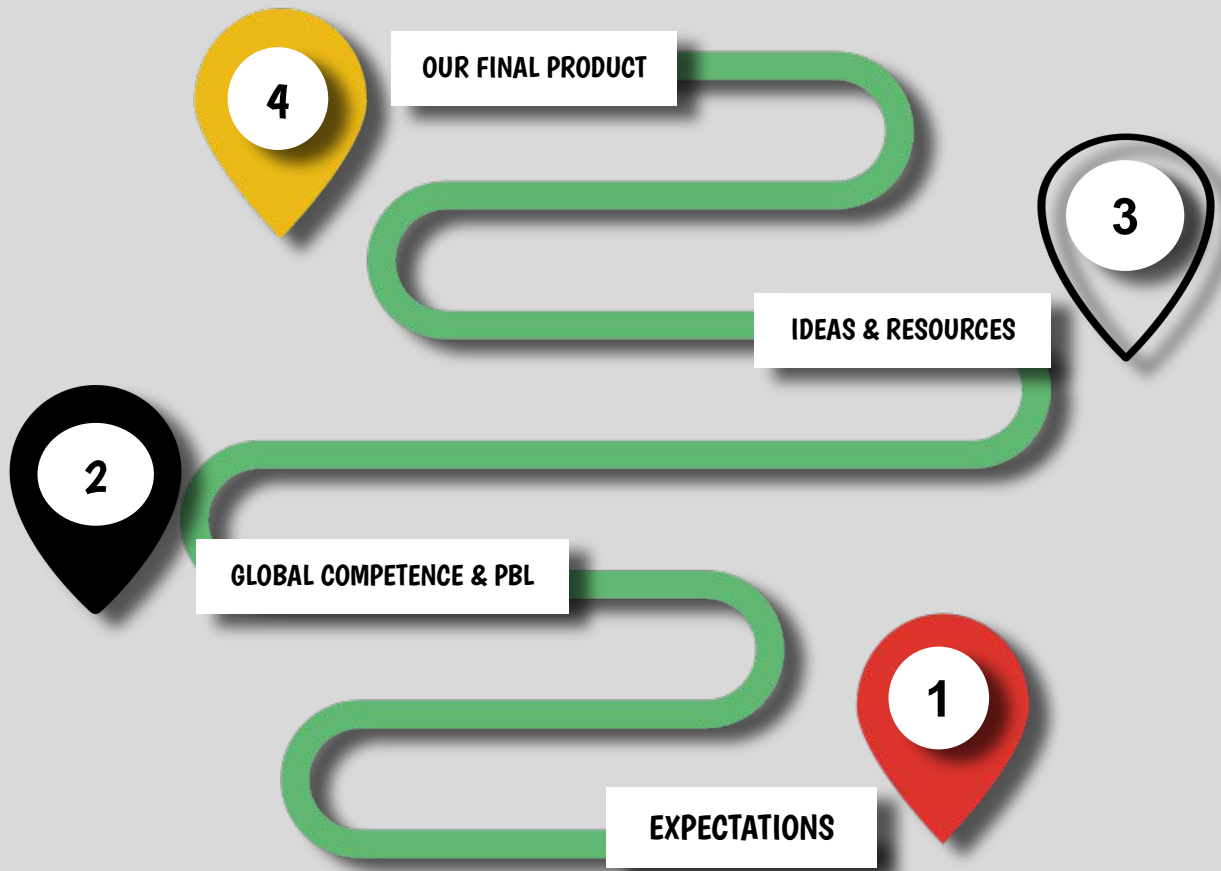 4
OUR FINAL PRODUCT
3
IDEAS & RESOURCES
2
GLOBAL COMPETENCE & PBL
1
EXPECTATIONS